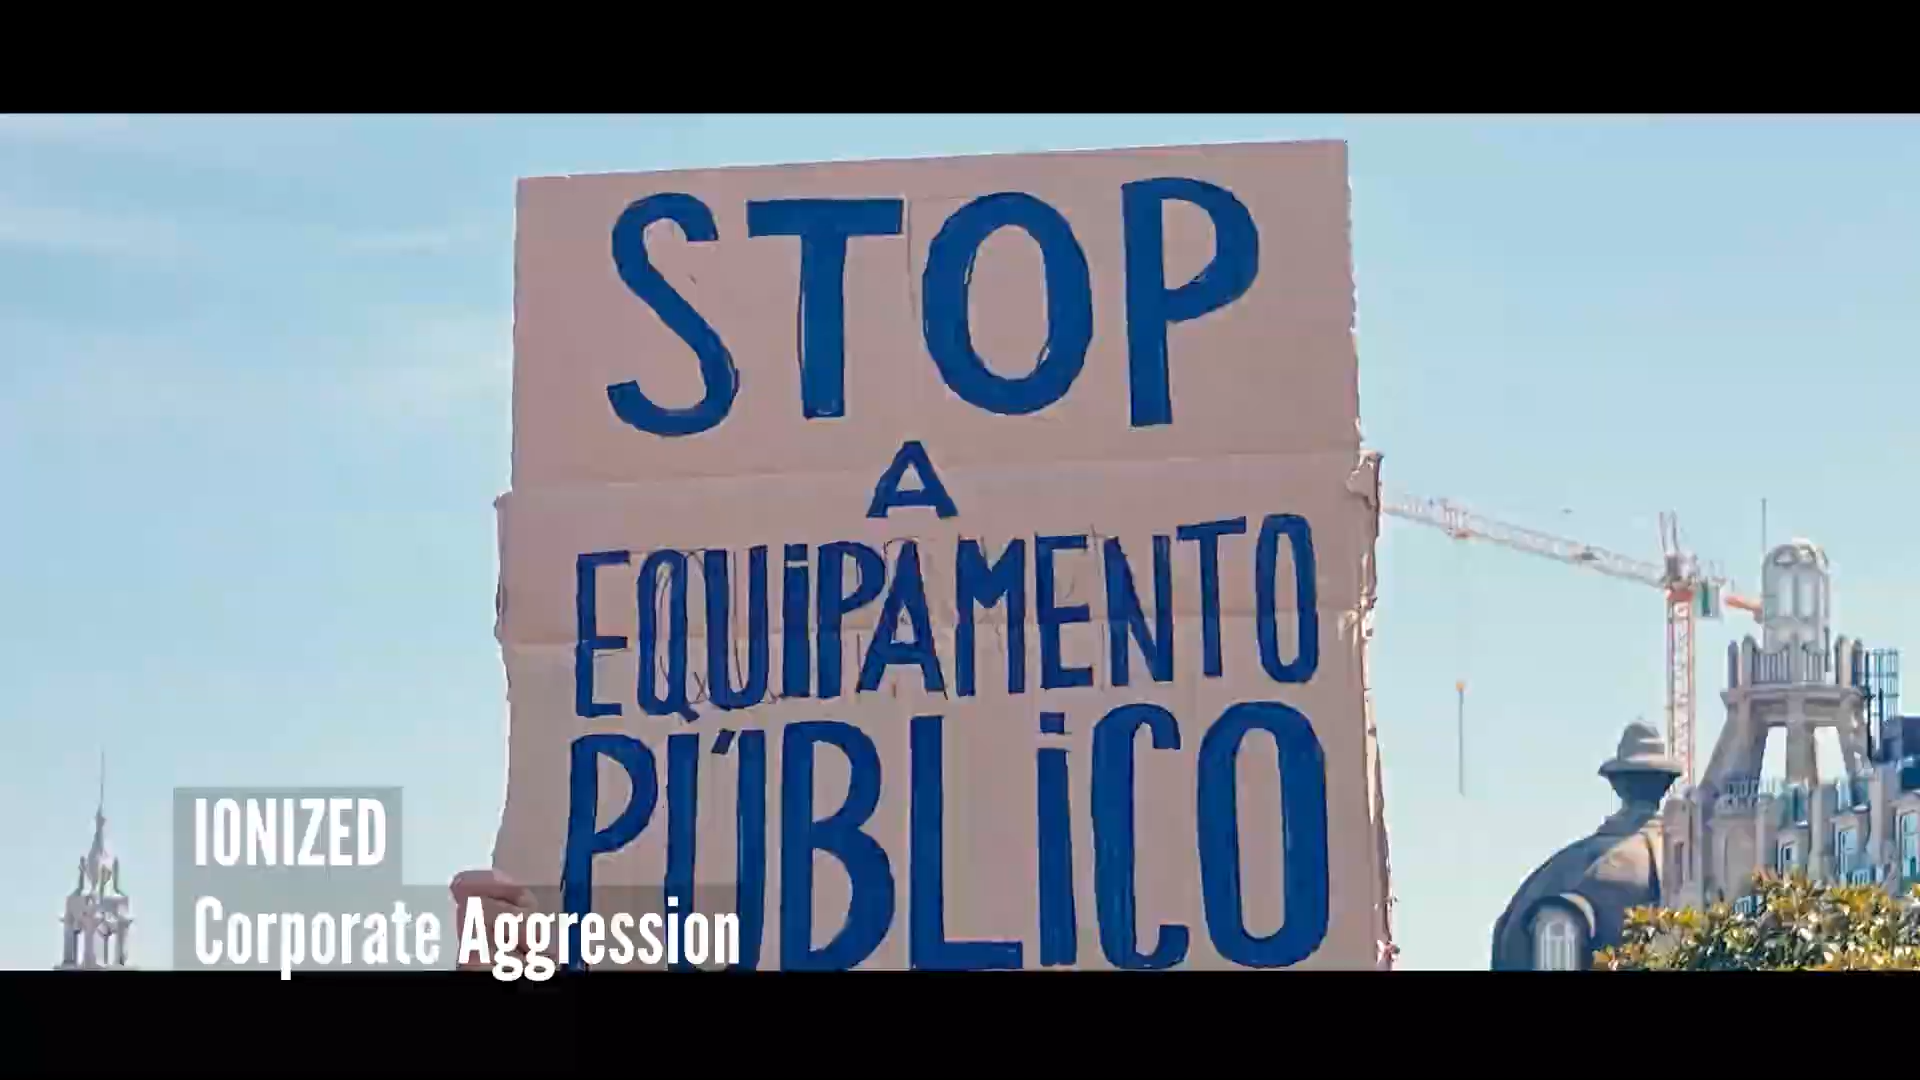 STOP
A
EQUiPAMENTO
PÚBLiCO
IONIZED
Corporate Aggression